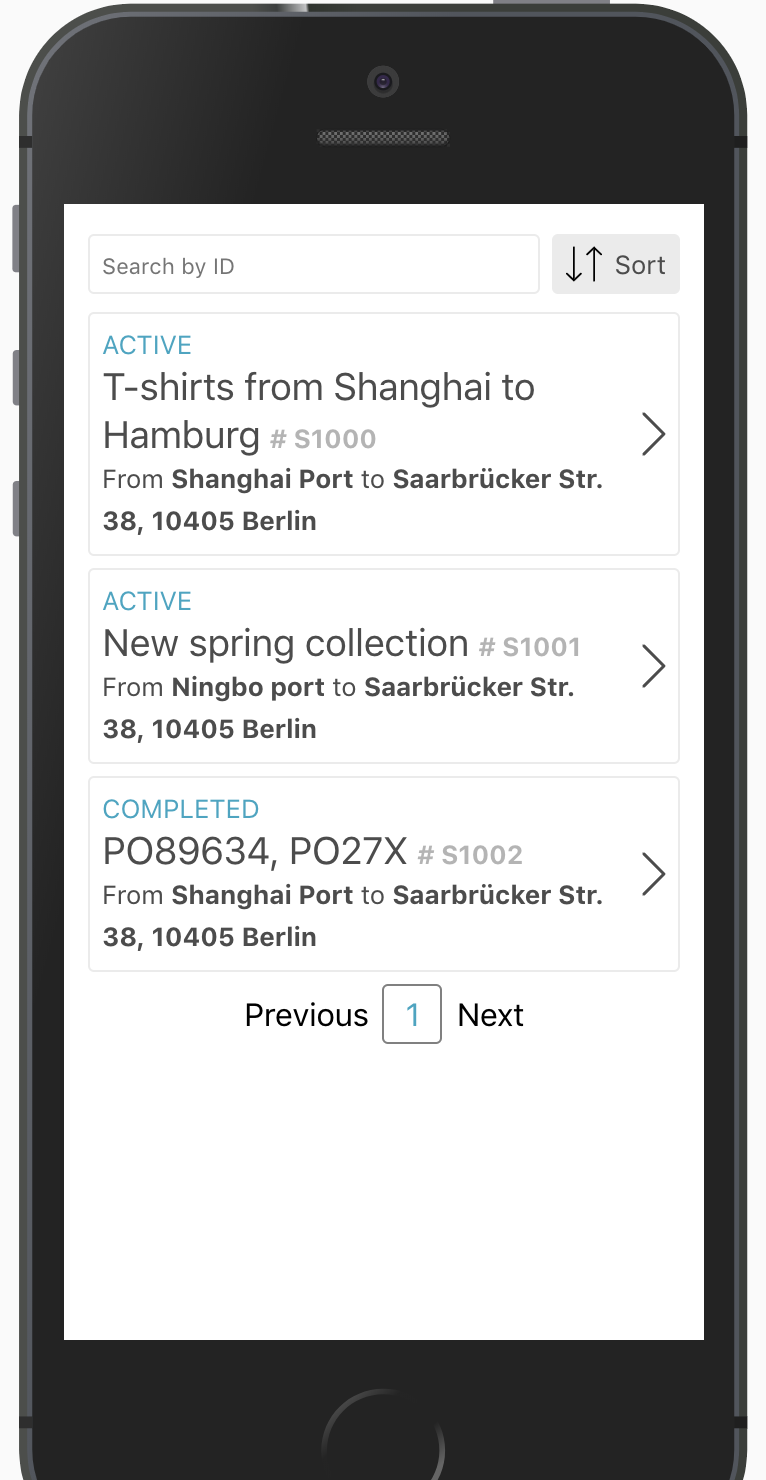 Search by ID
Sort
ACTIVE
T-shirts from Shanghai to
Hamburg # S1000
From Shanghai Port to Saarbrücker Str.
38, 10405 Berlin
ACTIVE
New spring collection # S1001
From Ningbo port to Saarbrücker Str.
38, 10405 Berlin
COMPLETED
PO89634, PO27X # S1002
From Shanghai Port to Saarbrücker Str.
38, 10405 Berlin
Previous 1 Next